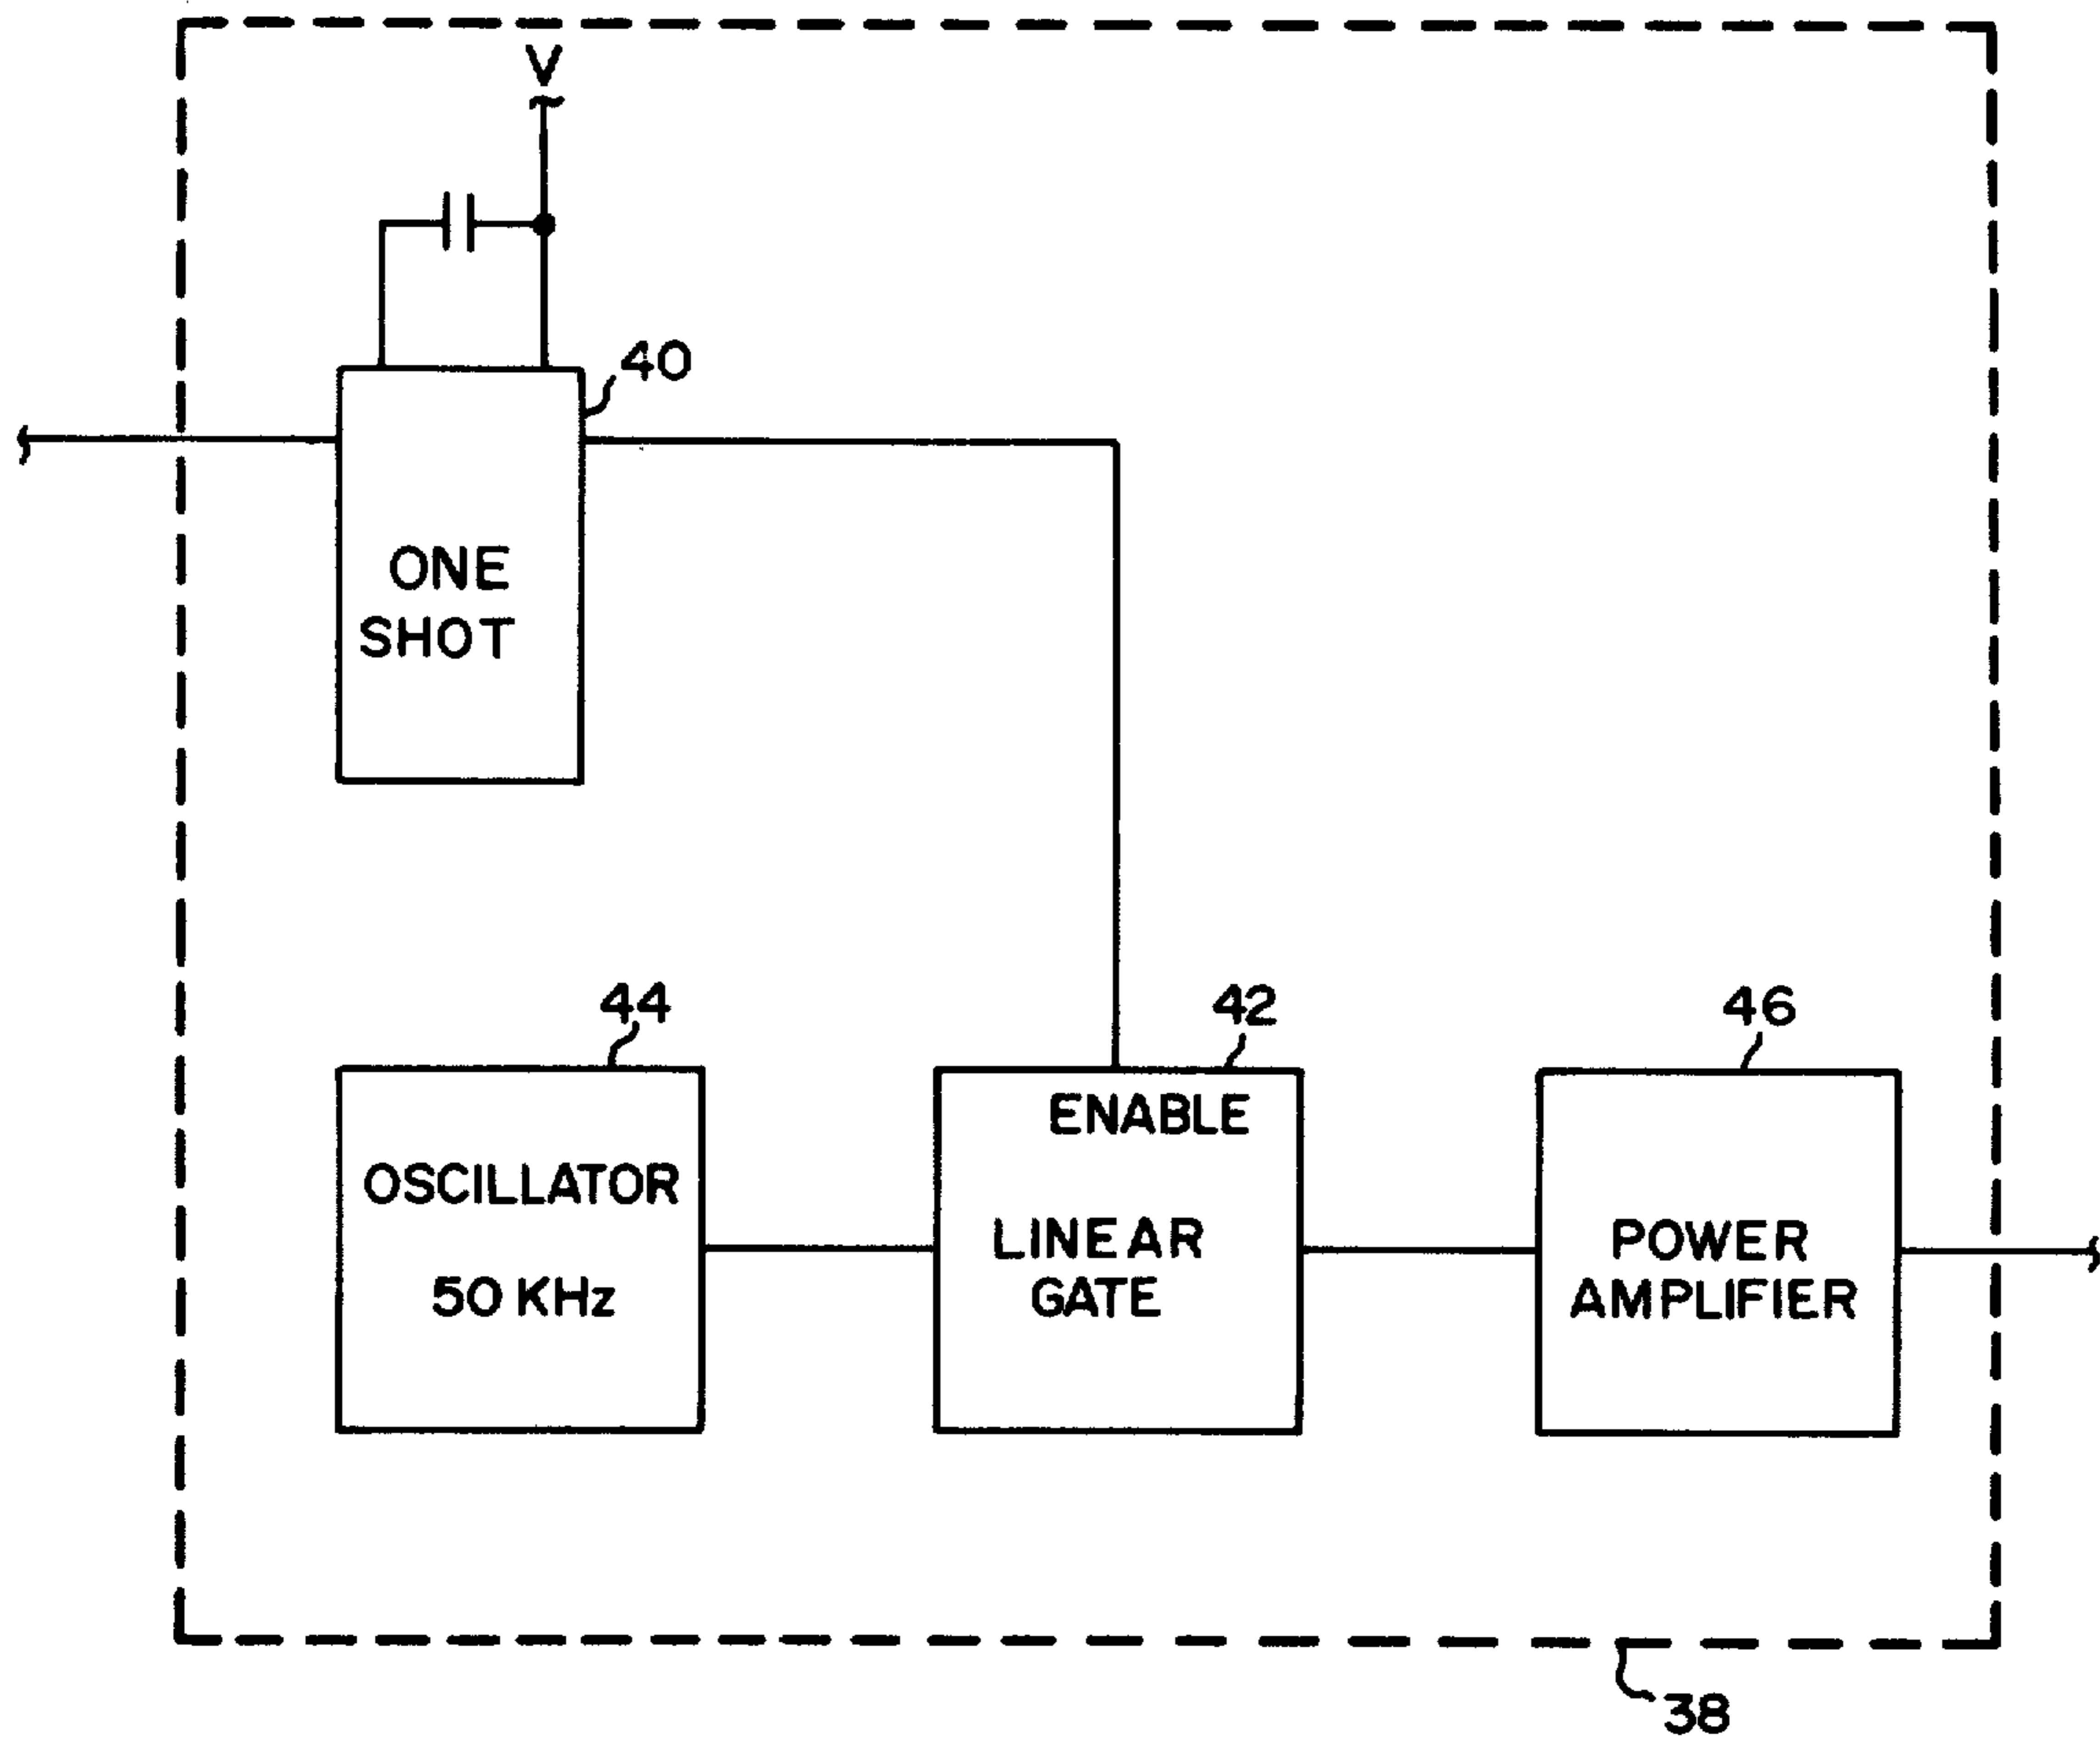 V
40
ONE
SHOT
44
42
46
ENABLE
OSCILLATOR
50 KHz
LINEAR
GATE
POWER
AMPLIFIER
38